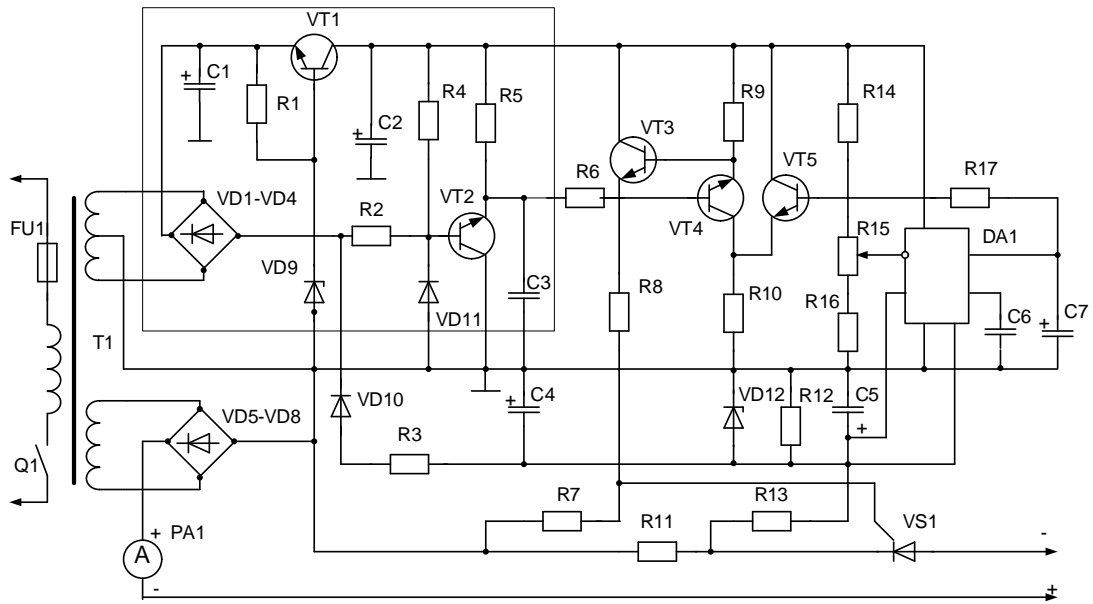 VT1
+ C1
R1
+ C2
R4
R5
R9
R14
VT3
VT5
R6
R17
VT2
VD1-VD4
R2
VT4
FU1
R15
DA1
VD9
C3
R8
R10
R16
VD11
C6
+ C7
T1
VD10
+ C4
VD12
R12
C5
+
VD5-VD8
R3
Q1
R7
R13
R11
VS1
+ PA1
-
A
-
+